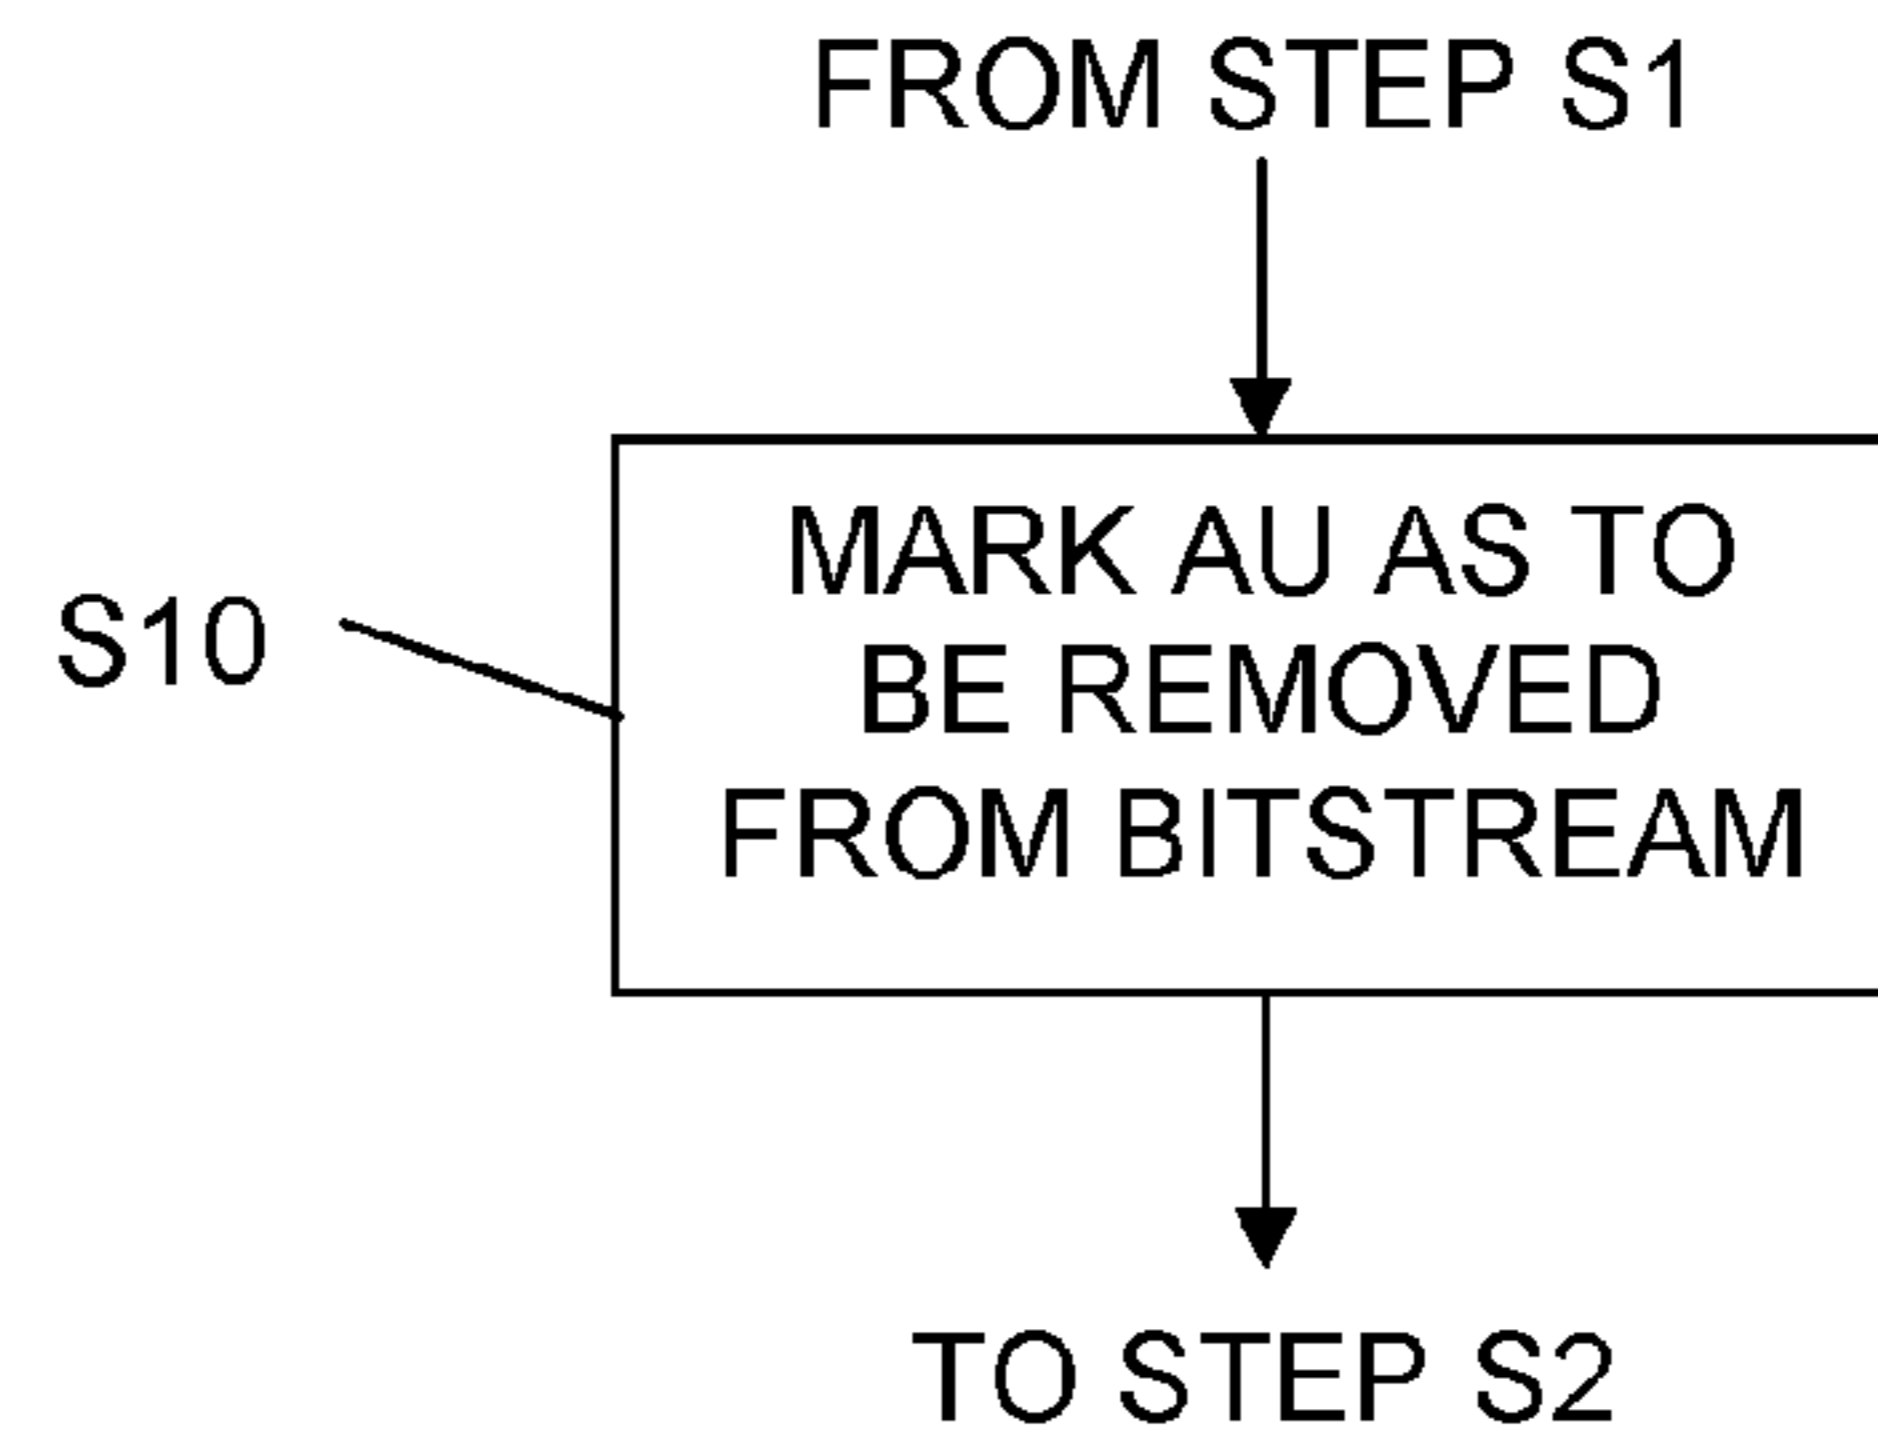 FROM STEP S1
MARK AU AS TO
BE REMOVED
FROM BITSTREAM
S10
TO STEP S2